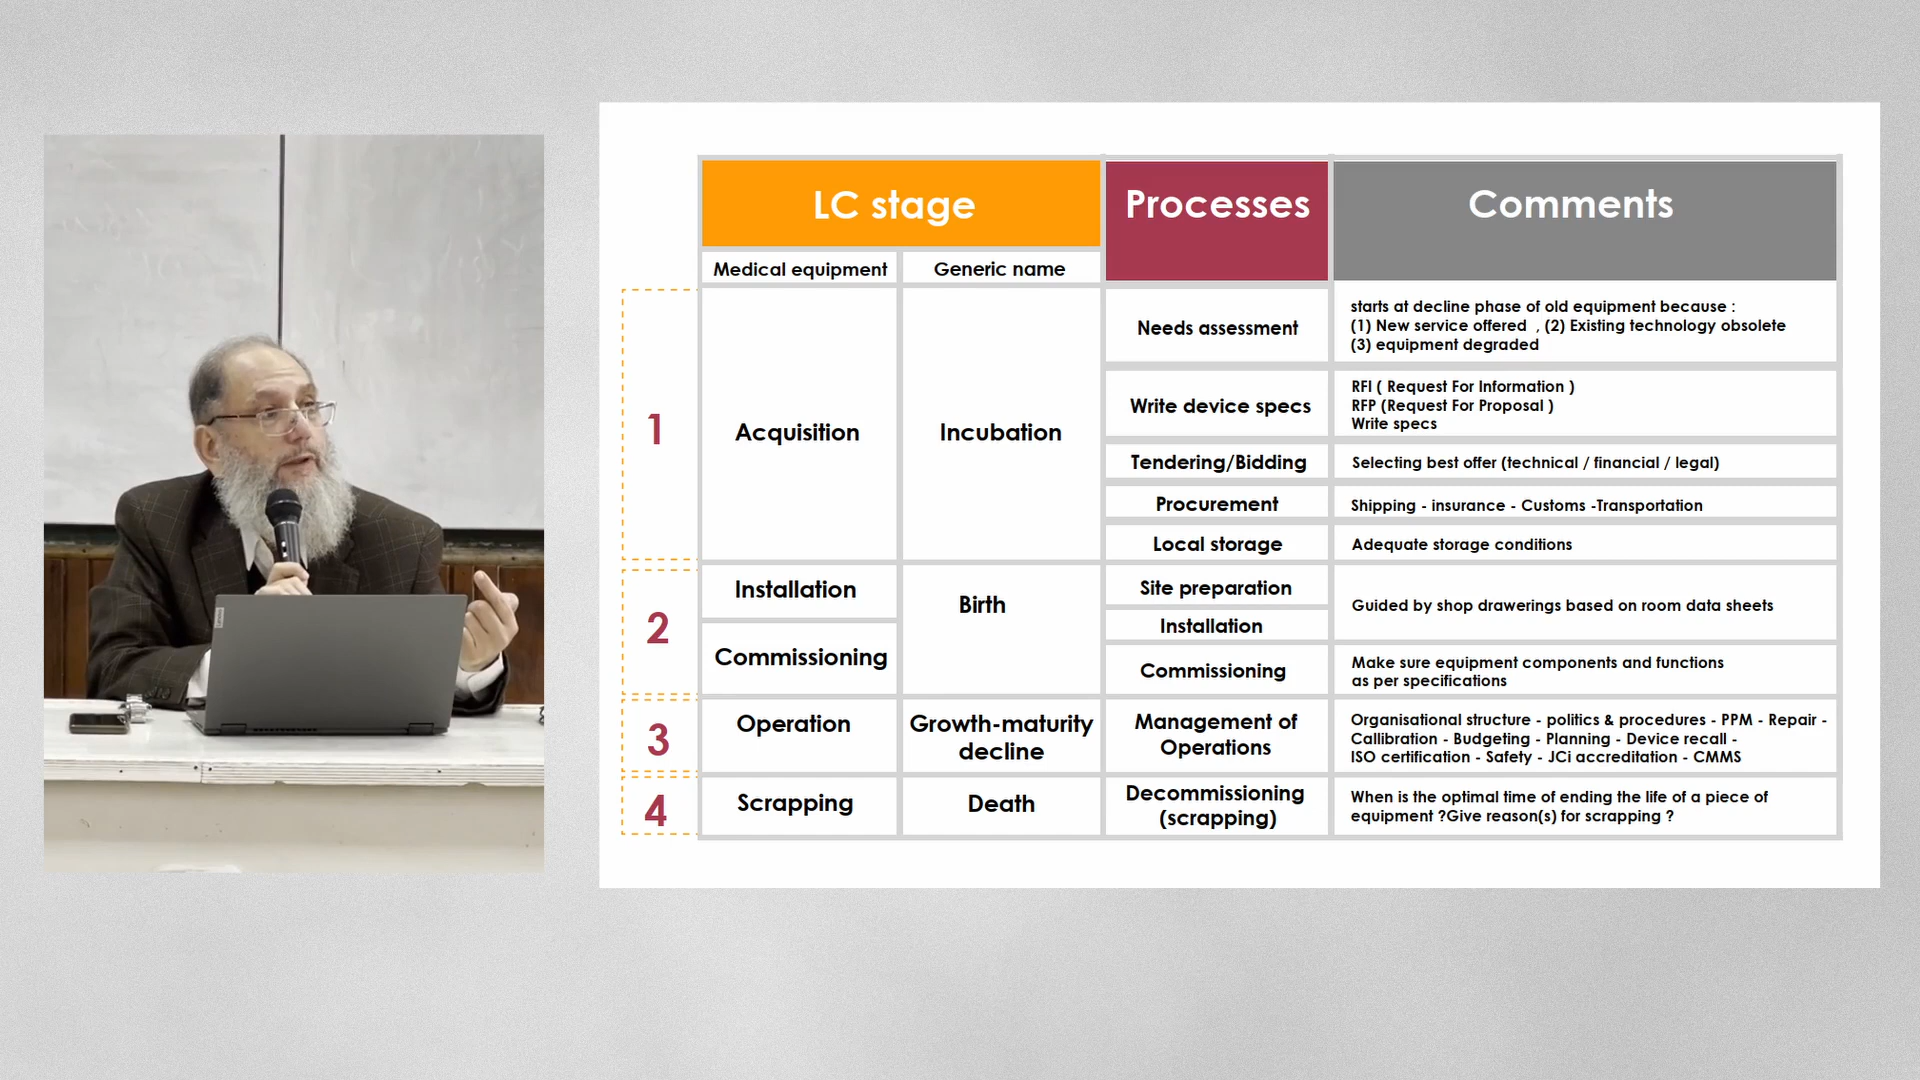 LC stage
Processes
Comments
Medical equipment
Generic name
1
Acquisition
Incubation
Needs assessment
starts at decline phase of old equipment because :
(1) New service offered , (2) Existing technology obsolete
(3) equipment degraded
Write device specs
RFI ( Request For Information )
RFP (Request For Proposal )
Write specs
Tendering/Bidding
Selecting best offer (technical / financial / legal)
Procurement
Shipping - insurance - Customs -Transportation
Local storage
Adequate storage conditions
2
Installation
Commissioning
Birth
Site preparation
Installation
Guided by shop drawerings based on room data sheets
Commissioning
Make sure equipment components and functions
as per specifications
3
Operation
Growth-maturity
decline
Management of
Operations
Organisational structure - politics & procedures - PPM - Repair -
Callibration - Budgeting - Planning - Device recall -
ISO certification - Safety - JCi accreditation - CMMS
4
Scrapping
Death
Decommissioning
(scrapping)
When is the optimal time of ending the life of a piece of
equipment ?Give reason(s) for scrapping ?